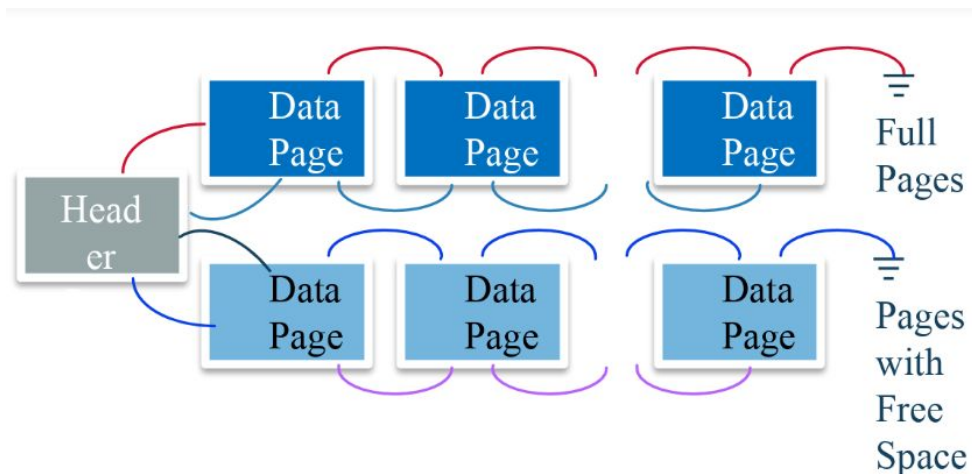 Data
Page
Data
Page
Data
Page
Full
Pages
Head
er
Data
Page
Data
Page
Data
Page
Pages
with
Free
Space